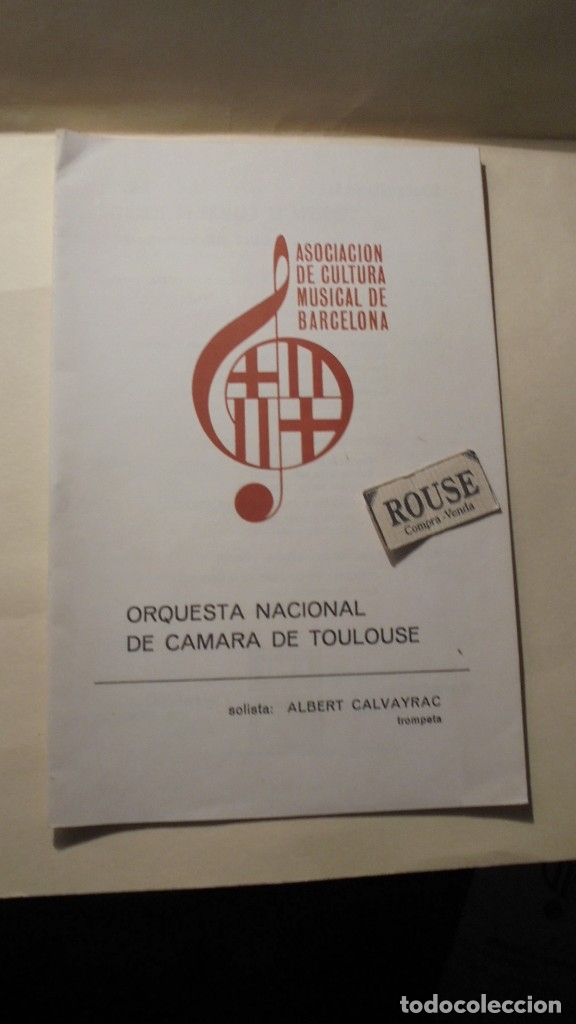 ASOCIACION
DE CULTURA
MUSICAL DE
BARCELONA
ROUSE
Compra-Venda
ORQUESTA NACIONAL
DE CAMARA DE TOULOUSE
solista: ALBERT CALVAYRAC
trompeta
todocoleccion.net